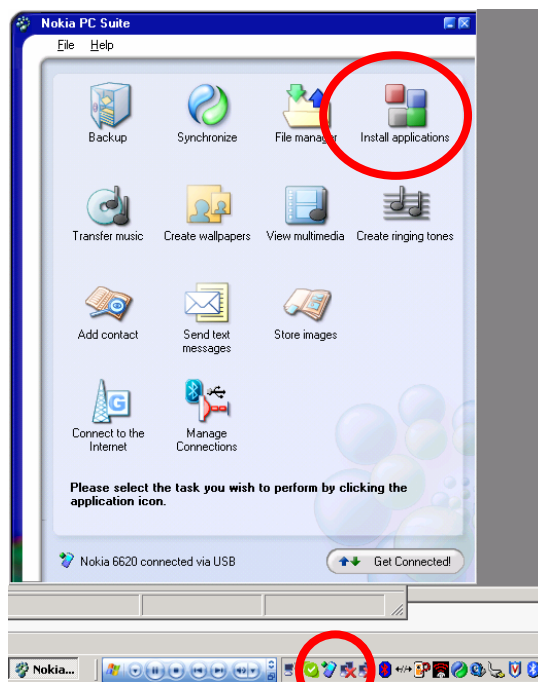 Nokia PC Suite
File Help
Backup Synchronize File manager Install applications
Transfer music Create wallpapers View multimedia Create ringing tones
Add contact Send text messages Store images
Connect to the Internet Manage Connections
Please select the task you wish to perform by clicking the
application icon.
Nokia 6620 connected via USB Get Connected!
Nokia...